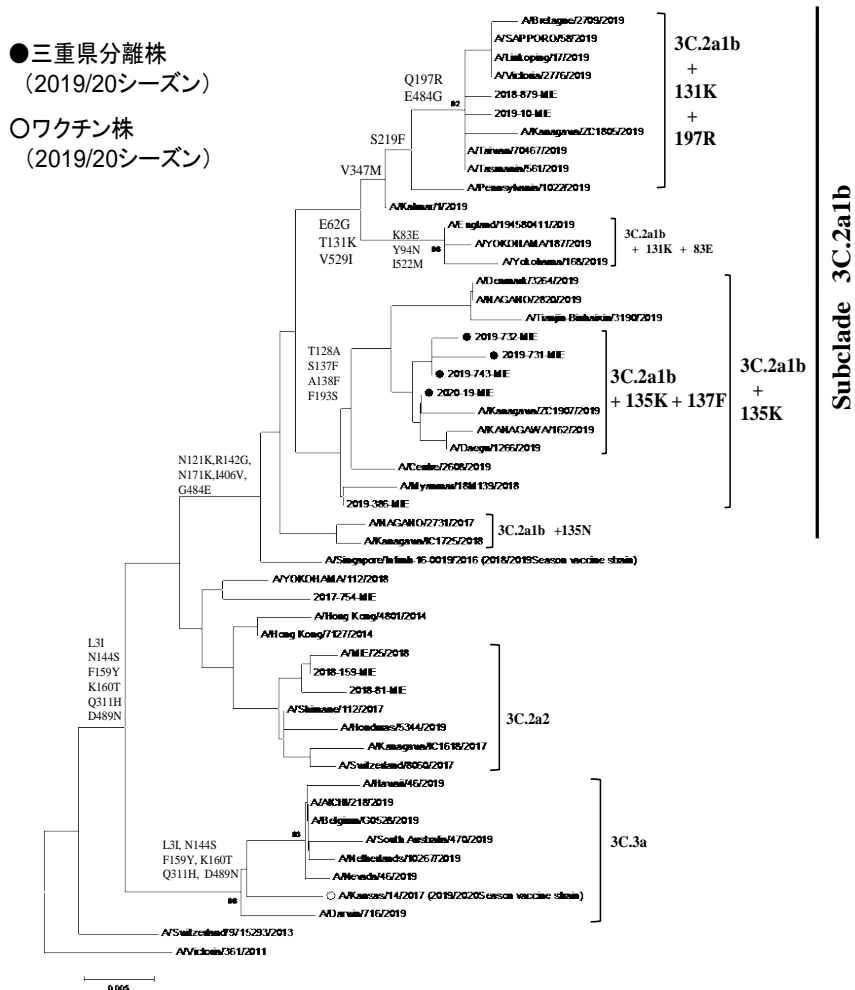 ●三重県分離株
（2019/20シーズン）
○ワクチン株
（2019/20シーズン）
A/Bretagne/2709/2019
A/SAPPORO/58/2019
A/Linkoping/17/2019
A/Victoria/2776/2019
2018-879-MIE
2019-10-MIE
A/Kanagawa/ZC1805/2019
A/Taiwan/70467/2019
A/Tasmania/561/2019
A/Pennsylvania/1022/2019
A/Kalmar/1/2019
3C.2a1b
+
131K
+
197R
Q197R
E484G
92
S219F
V347M
E62G
T131K
V529I
K83E
Y94N
I522M
A/England/194580411/2019
A/YOKOHAMA/187/2019
A/Yokohama/168/2019
3C.2a1b
+ 131K + 83E
A/Denmark/3264/2019
A/NAGANO/2820/2019
A/Tianjin-Binhaixin/3190/2019
T128A
S137F
A138F
F193S
● 2019-732-MIE
● 2019-731-MIE
● 2019-743-MIE
● 2020-19-MIE
A/Kanagawa/ZC1907/2019
A/KANAGAWA/162/2019
A/Daegu/1266/2019
3C.2a1b
+ 135K + 137F
A/Centre/2608/2019
A/Myanmar/18M139/2018
2019-386-MIE
3C.2a1b
+
135K
Subclade 3C.2a1b
N121K,R142G,
N171K,I406V,
G484E
A/NAGANO/2731/2017
A/Kanagawa/IC1725/2018
3C.2a1b +135N
A/Singapore/Infimh-16-0019/2016 (2018/2019Season vaccine strain)
A/YOKOHAMA/112/2018
2017-754-MIE
A/Hong Kong/4801/2014
A/Hong Kong/7127/2014
L3I
N144S
F159Y
K160T
Q311H
D489N
A/MIE/25/2018
2018-159-MIE
2018-81-MIE
A/Shimane/112/2017
A/Honduras/5344/2019
A/Kanagawa/IC1618/2017
A/Switzerland/8060/2017
3C.2a2
A/Hawaii/46/2019
A/AICHI/218/2019
A/Belgium/G0528/2019
A/South Australia/470/2019
A/Netherlands/10267/2019
A/Nevada/46/2019
○ A/Kansas/14/2017 (2019/2020Season vaccine strain)
A/Darwin/716/2019
3C.3a
L3I, N144S
F159Y, K160T
Q311H, D489N
A/Switzerland/9715293/2013
A/Victoria/361/2011
0.005